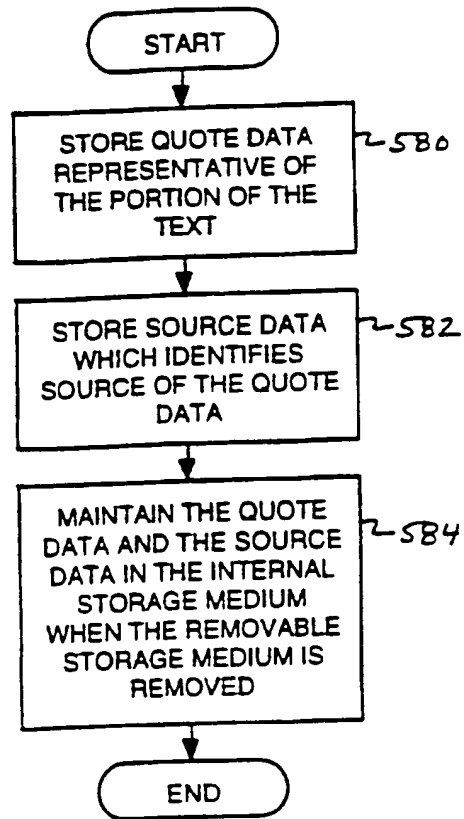 START
STORE QUOTE DATA
REPRESENTATIVE OF
THE PORTION OF THE
TEXT
580
STORE SOURCE DATA
WHICH IDENTIFIES
SOURCE OF THE QUOTE
DATA
582
MAINTAIN THE QUOTE
DATA AND THE SOURCE
DATA IN THE INTERNAL
STORAGE MEDIUM
WHEN THE REMOVABLE
STORAGE MEDIUM IS
REMOVED
584
END